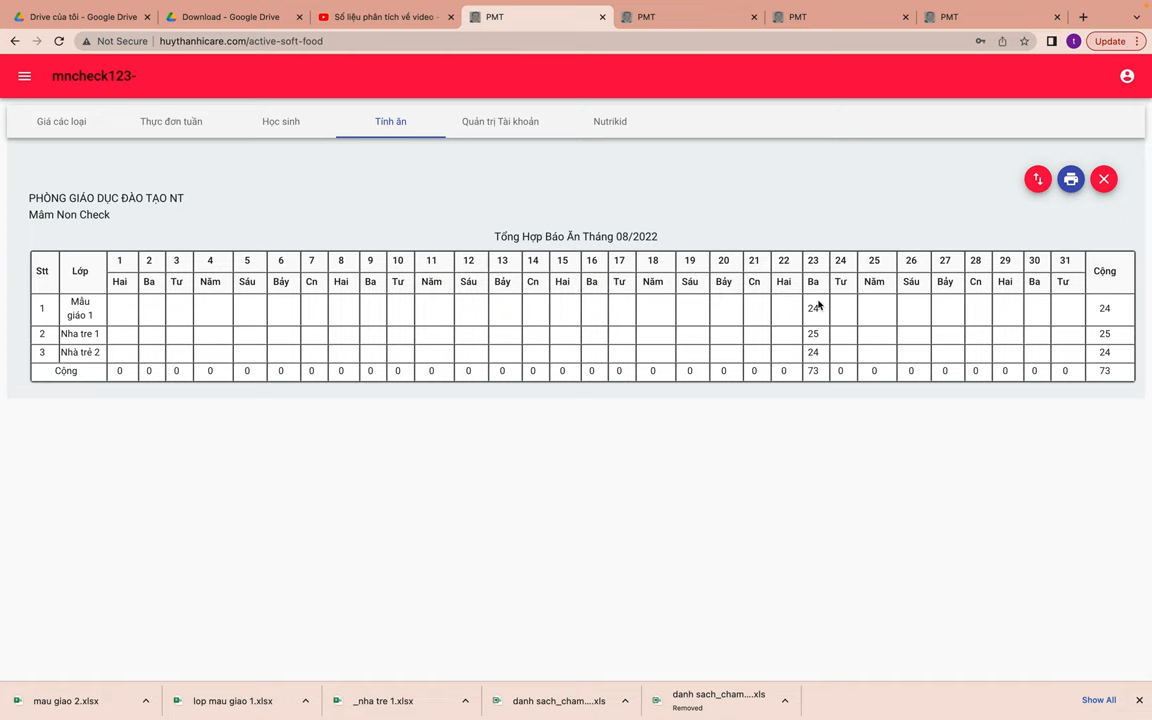 Drive của tôi - Google Drive
Download - Google Drive
Số liệu phân tích về video -
PMT
PMT
PMT
PMT
Not Secure
huythanhicare.com/active-soft-food
t
Update
mncheck123-
Giá các loại
Thực đơn tuần
Học sinh
Tính ăn
Quản trị Tài khoản
Nutrikid
PHÒNG GIÁO DỤC ĐÀO TẠO NT
Mâm Non Check
Tổng Hợp Báo Ăn Tháng 08/2022
Stt Lớp 1 2 3 4 5 6 7 8 9 10 11 12 13 14 15 16 17 18 19 20 21 22 23 24 25 26 27 28 29 30 31 Cộng
Hai Ba Tư Năm Sáu Bảy Cn Hai Ba Tư Năm Sáu Bảy Cn Hai Ba Tư Năm Sáu Bảy Cn Hai Ba Tư Năm Sáu Bảy Cn Hai Ba Tư
1 Mẫu giáo 1 24 24
2 Nha tre 1 25 25
3 Nhà trẻ 2 24 24
Cộng 0 0 0 0 0 0 0 0 0 0 0 0 0 0 0 0 0 0 0 0 0 0 73 0 0 0 0 0 0 0 0 73
mau giao 2.xlsx
lop mau giao 1.xlsx
_nha tre 1.xlsx
danh sach_cham....xls
danh sach_cham....xls
Removed
Show All